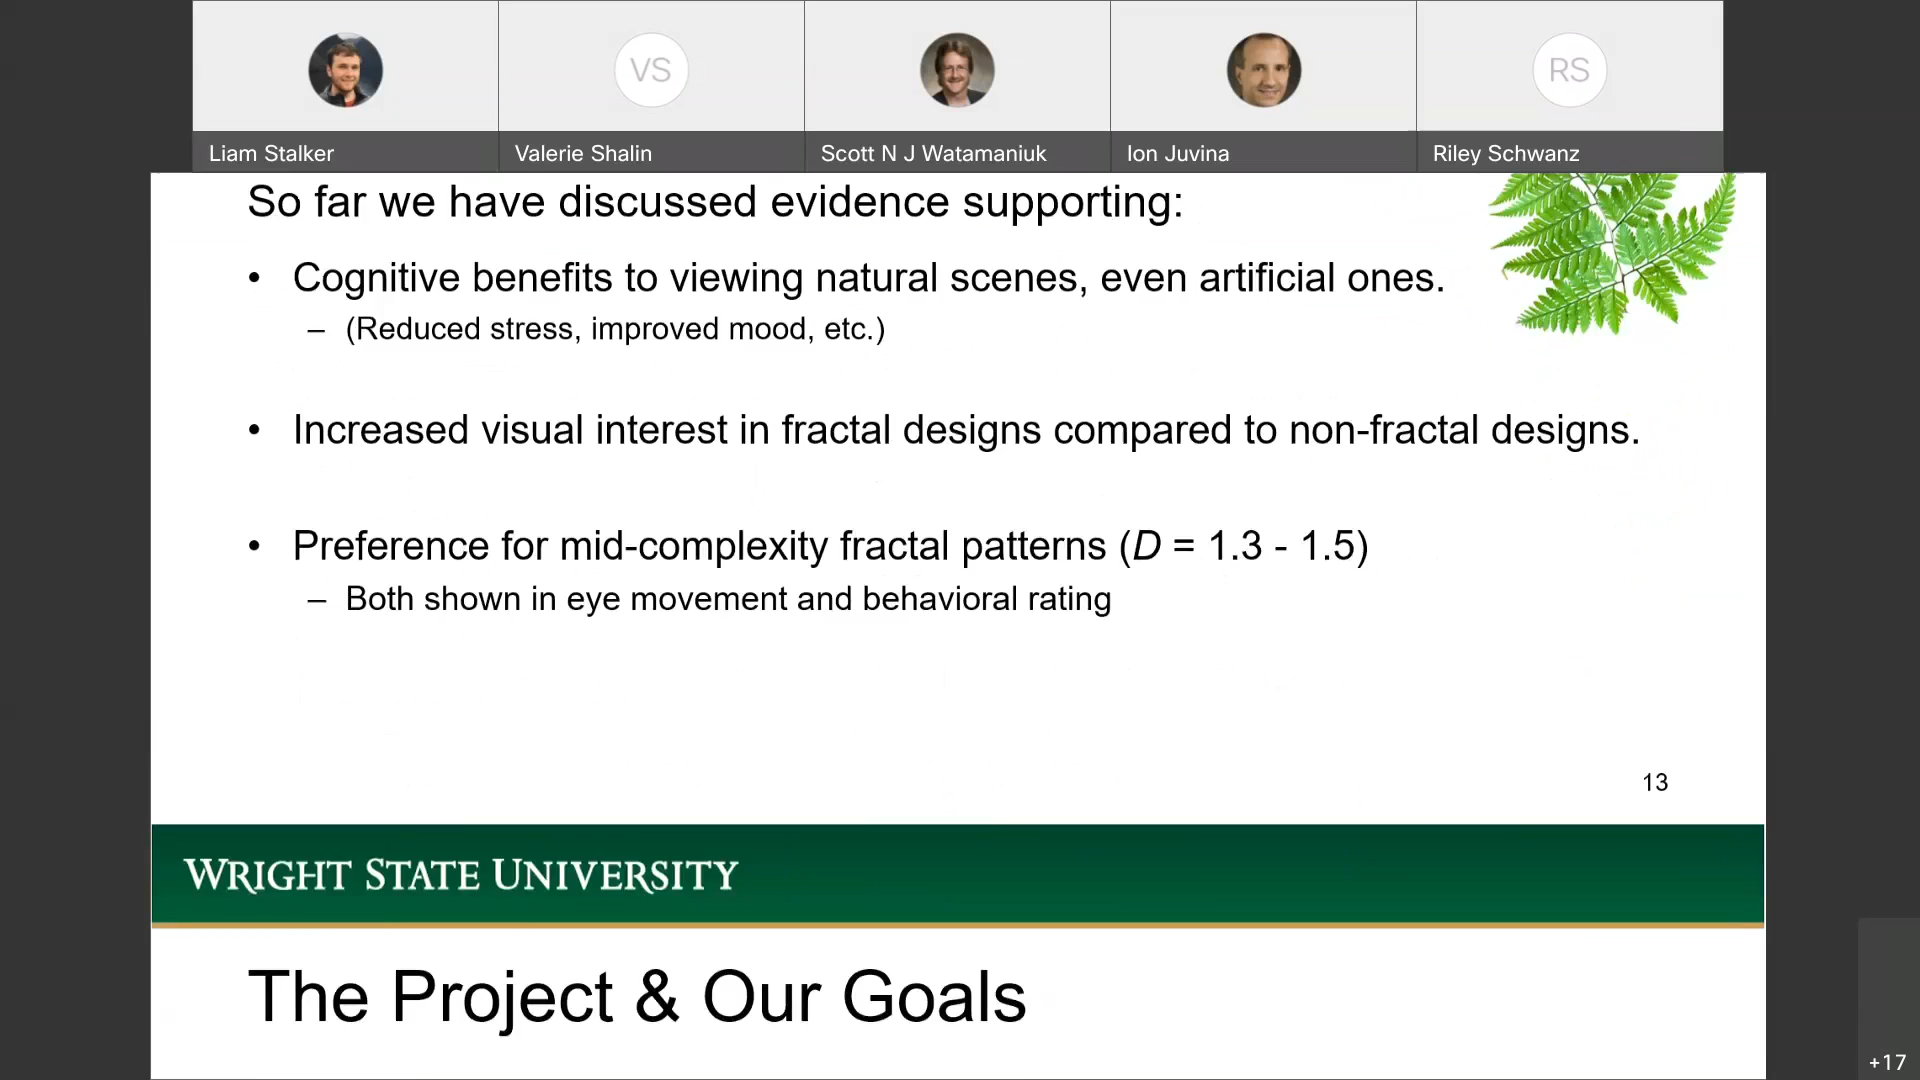 VS
RS
Liam Stalker
Valerie Shalin
Scott N J Watamaniuk
Ion Juvina
Riley Schwanz
So far we have discussed evidence supporting:
• Cognitive benefits to viewing natural scenes, even artificial ones.
– (Reduced stress, improved mood, etc.)
• Increased visual interest in fractal designs compared to non-fractal designs.
• Preference for mid-complexity fractal patterns (D = 1.3 - 1.5)
– Both shown in eye movement and behavioral rating
13
WRIGHT STATE UNIVERSITY
The Project & Our Goals
+17